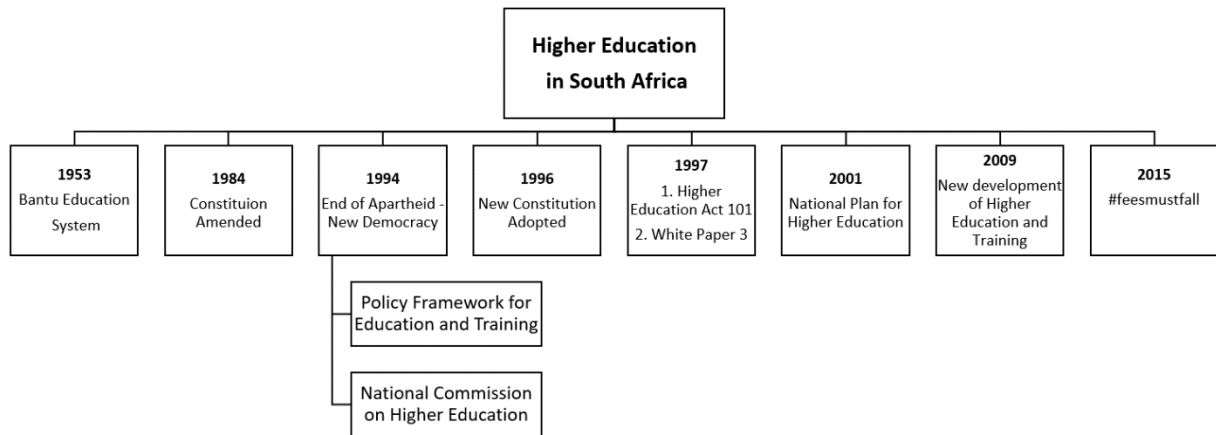 Higher Education
in South Africa
1953
Bantu Education
System
1984
Constituion
Amended
1994
End of Apartheid -
New Democracy
1996
New Constitution
Adopted
1997
1. Higher
Education Act 101
2. White Paper 3
2001
National Plan for
Higher Education
2009
New development
of Higher
Education and
Training
2015
#feesmustfall
Policy Framework for
Education and Training
National Commission
on Higher Education